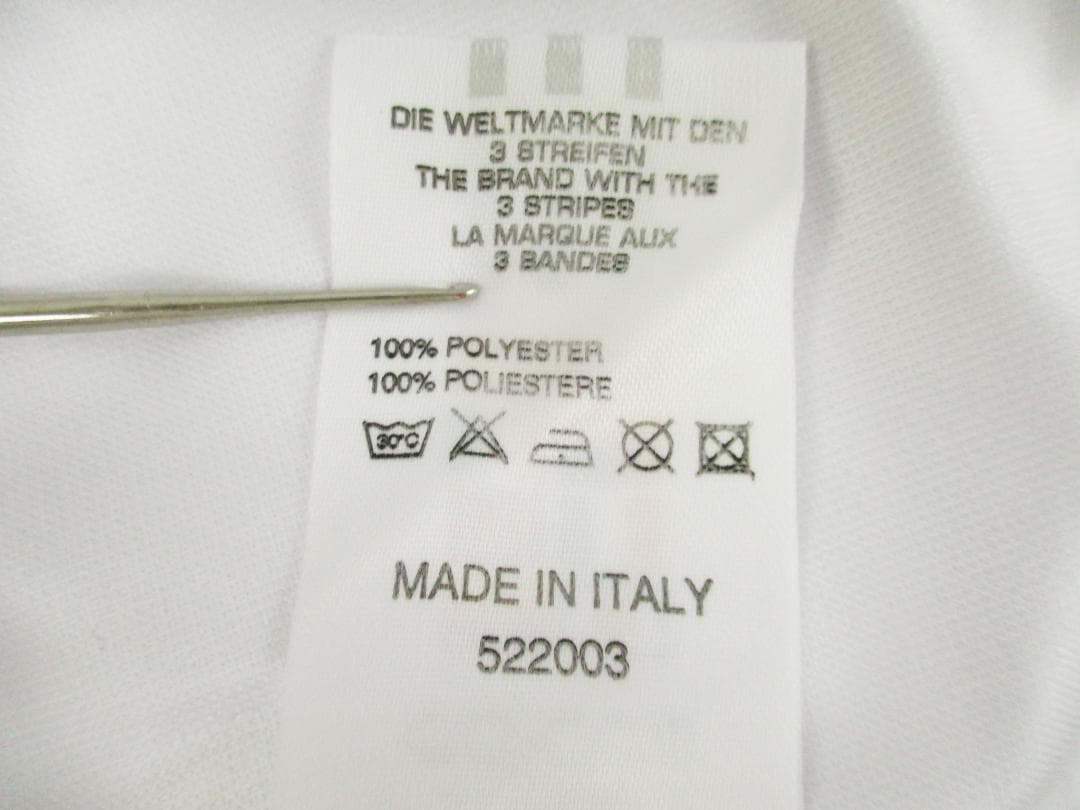 DIE WELTMARKE MIT DEN
3 STREIFEN
THE BRAND WITH THE
3 STRIPES
LA MARQUE AUX
3 BANDES
100% POLYESTER
100% POLIESTERE
30°C
MADE IN ITALY
522003